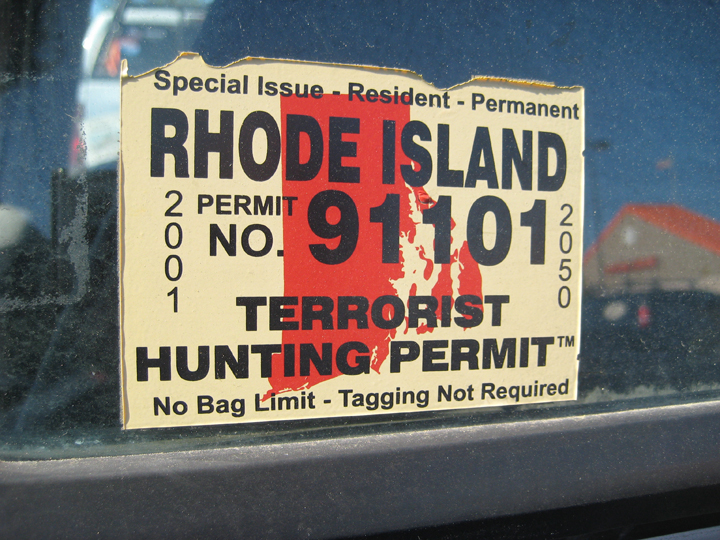 Special Issue - Resident - Permanent
RHODE ISLAND
2001
PERMIT
NO. 91101
2050
TERRORIST
HUNTING PERMIT™
No Bag Limit - Tagging Not Required